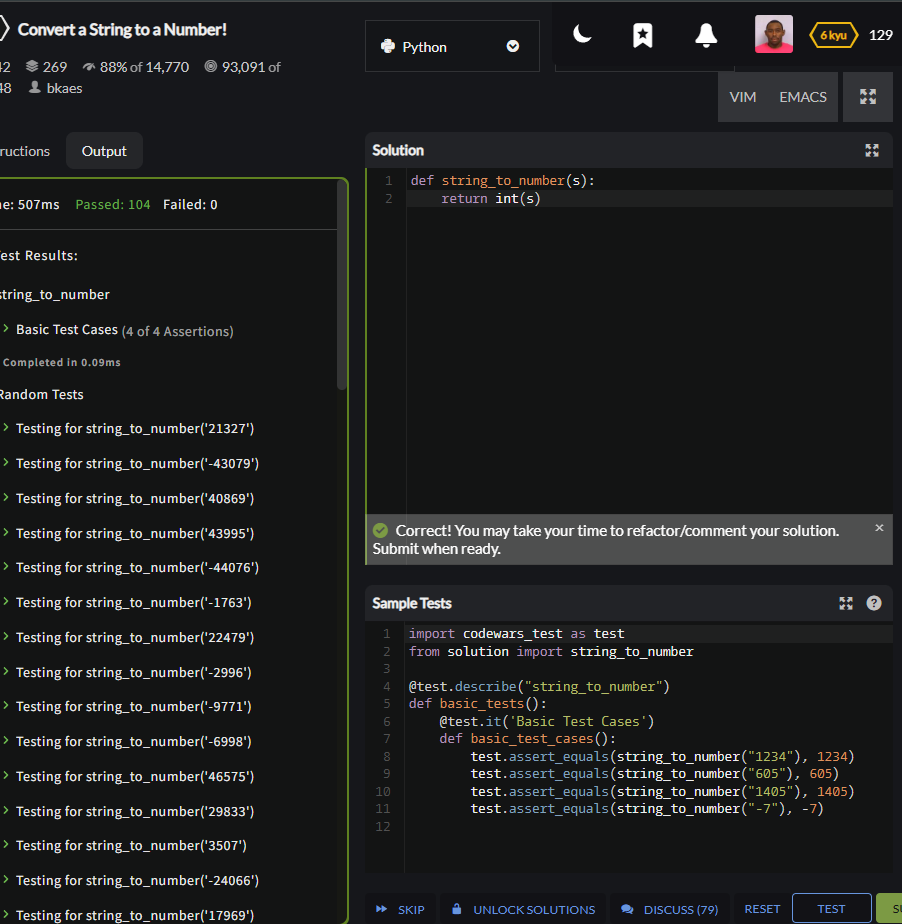 Convert a String to a Number!
Python
6 kyu
129
42 269 88% of 14,770 93,091 of
48 bkaes
VIM EMACS
ructions
Output
e: 507ms Passed: 104 Failed: 0
est Results:
string_to_number
Basic Test Cases (4 of 4 Assertions)
Completed in 0.09ms
Random Tests
Testing for string_to_number('21327')
Testing for string_to_number('-43079')
Testing for string_to_number('40869')
Testing for string_to_number('43995')
Testing for string_to_number('-44076')
Testing for string_to_number('-1763')
Testing for string_to_number('22479')
Testing for string_to_number('-2996')
Testing for string_to_number('-9771')
Testing for string_to_number('-6998')
Testing for string_to_number('46575')
Testing for string_to_number('29833')
Testing for string_to_number('3507')
Testing for string_to_number('-24066')
Testing for string_to_number('17969')
Solution
1 def string_to_number(s):
2 return int(s)
Correct! You may take your time to refactor/comment your solution.
Submit when ready.
Sample Tests
1 import codewars_test as test
2 from solution import string_to_number
3
4 @test.describe("string_to_number")
5 def basic_tests():
6 @test.it('Basic Test Cases')
7 def basic_test_cases():
8 test.assert_equals(string_to_number("1234"), 1234)
9 test.assert_equals(string_to_number("605"), 605)
10 test.assert_equals(string_to_number("1405"), 1405)
11 test.assert_equals(string_to_number("-7"), -7)
12
SKIP UNLOCK SOLUTIONS DISCUSS (79) RESET TEST